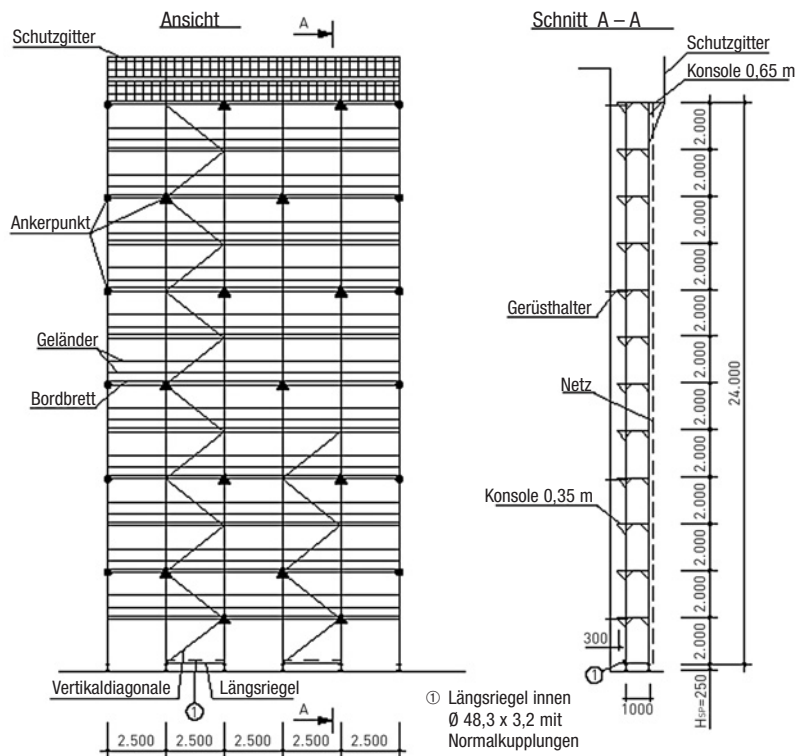 Ansicht
A
Schutzgitter
Ankerpunkt
Geländer
Bordbrett
Vertikaldiagonale
Längsriegel
①
A
2.500
2.500
2.500
2.500
2.500
① Längsriegel innen
Ø 48,3 x 3,2 mit
Normalkupplungen
Schnitt A – A
Schutzgitter
Konsole 0,65 m
Gerüsthalter
Netz
Konsole 0,35 m
300
①
1000
2.000
2.000
2.000
2.000
2.000
2.000
2.000
2.000
2.000
2.000
2.000
2.000
HSP=250
24.000